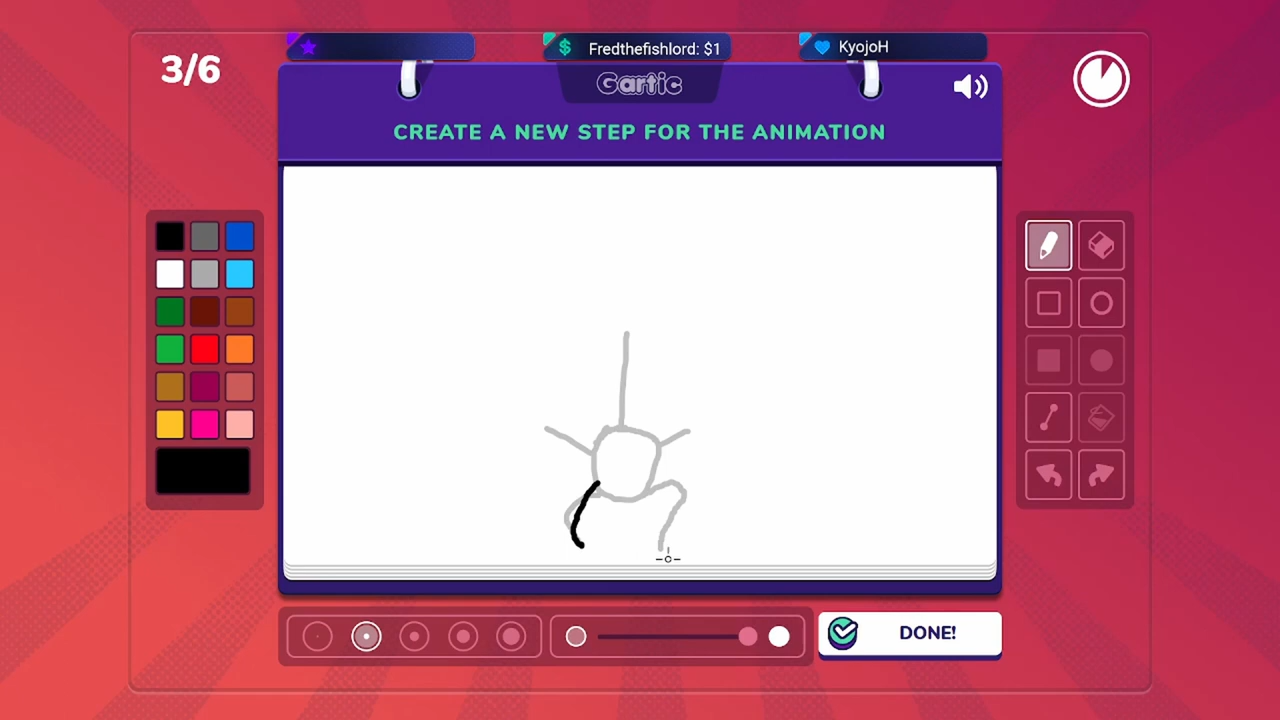 3/6
Fredthefishlord: $1
KyojoH
Gartic
CREATE A NEW STEP FOR THE ANIMATION
DONE!